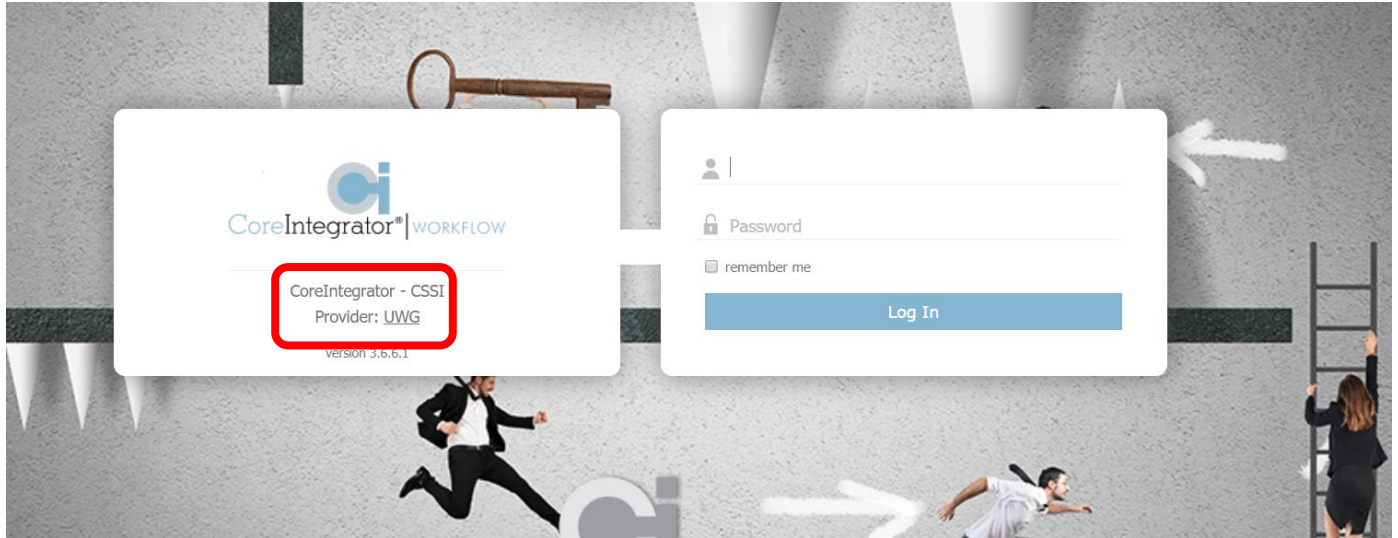 CoreIntegrator®|WORKFLOW
CoreIntegrator - CSSI
Provider: UWG
Version 3.6.6.1
Password
remember me
Log In